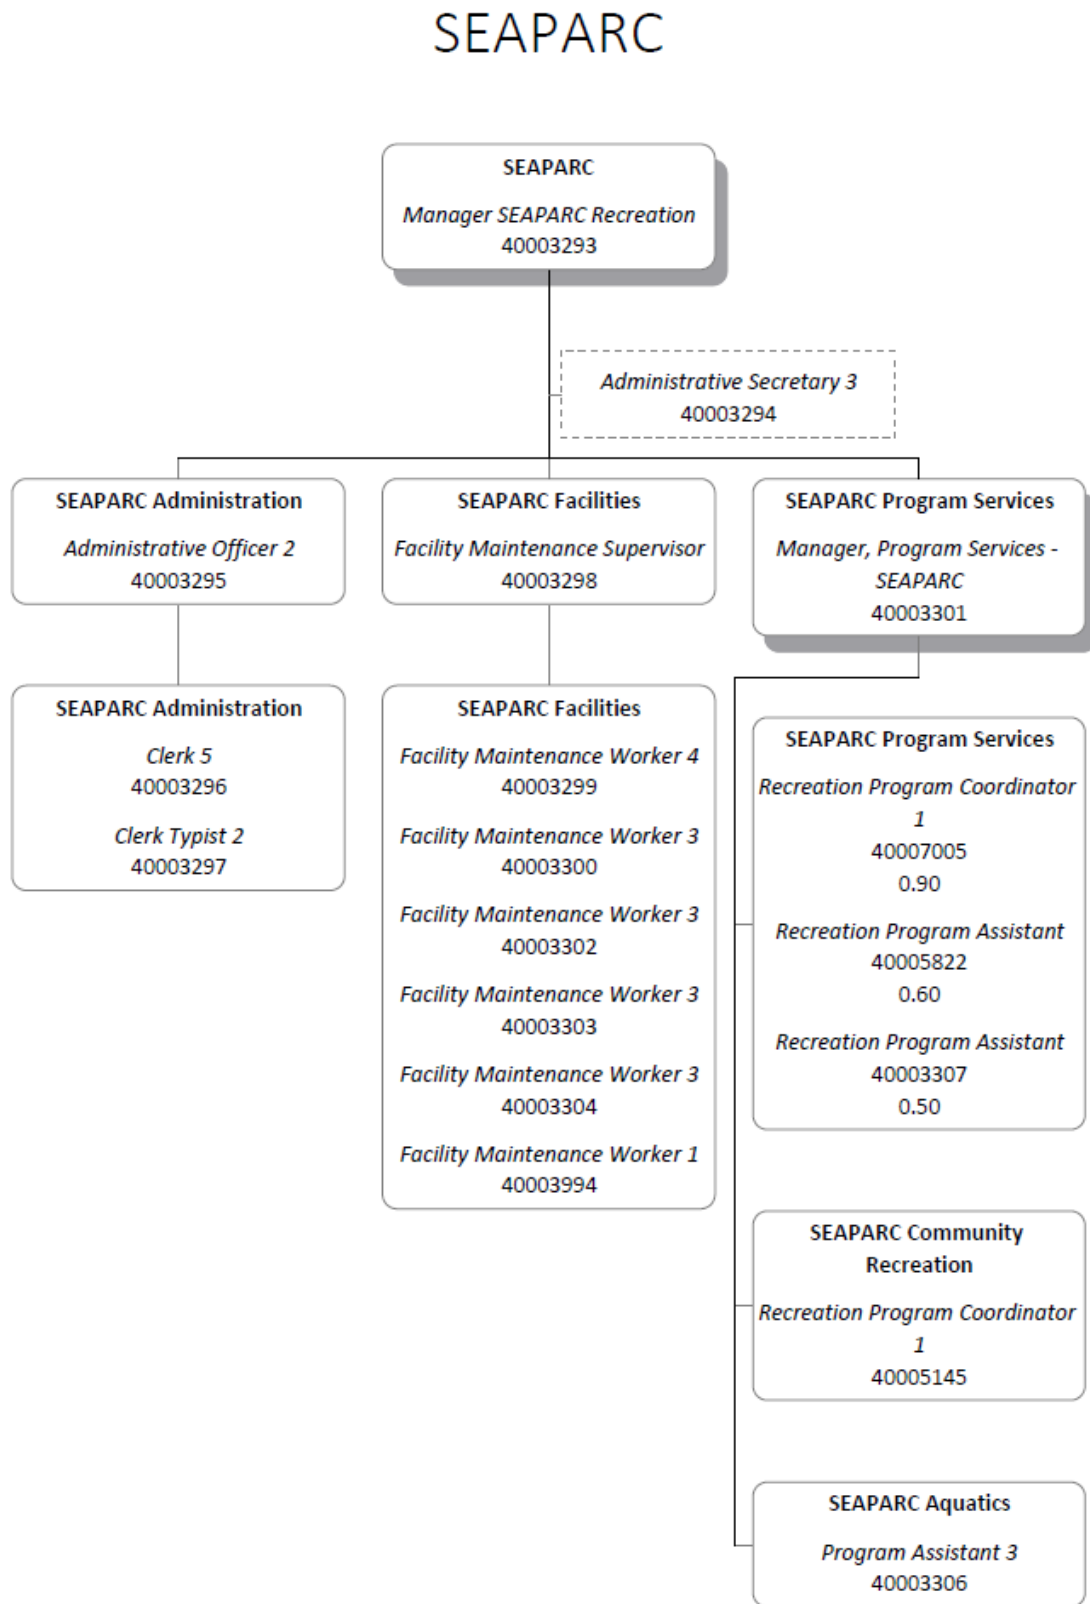 SEAPARC
SEAPARC
Manager SEAPARC Recreation
40003293
Administrative Secretary 3
40003294
SEAPARC Administration
Administrative Officer 2
40003295
SEAPARC Facilities
Facility Maintenance Supervisor
40003298
SEAPARC Program Services
Manager, Program Services -
SEAPARC
40003301
SEAPARC Administration
Clerk 5
40003296
Clerk Typist 2
40003297
SEAPARC Facilities
Facility Maintenance Worker 4
40003299
Facility Maintenance Worker 3
40003300
Facility Maintenance Worker 3
40003302
Facility Maintenance Worker 3
40003303
Facility Maintenance Worker 3
40003304
Facility Maintenance Worker 1
40003994
SEAPARC Program Services
Recreation Program Coordinator
1
40007005
0.90
Recreation Program Assistant
40005822
0.60
Recreation Program Assistant
40003307
0.50
SEAPARC Community
Recreation
Recreation Program Coordinator
1
40005145
SEAPARC Aquatics
Program Assistant 3
40003306